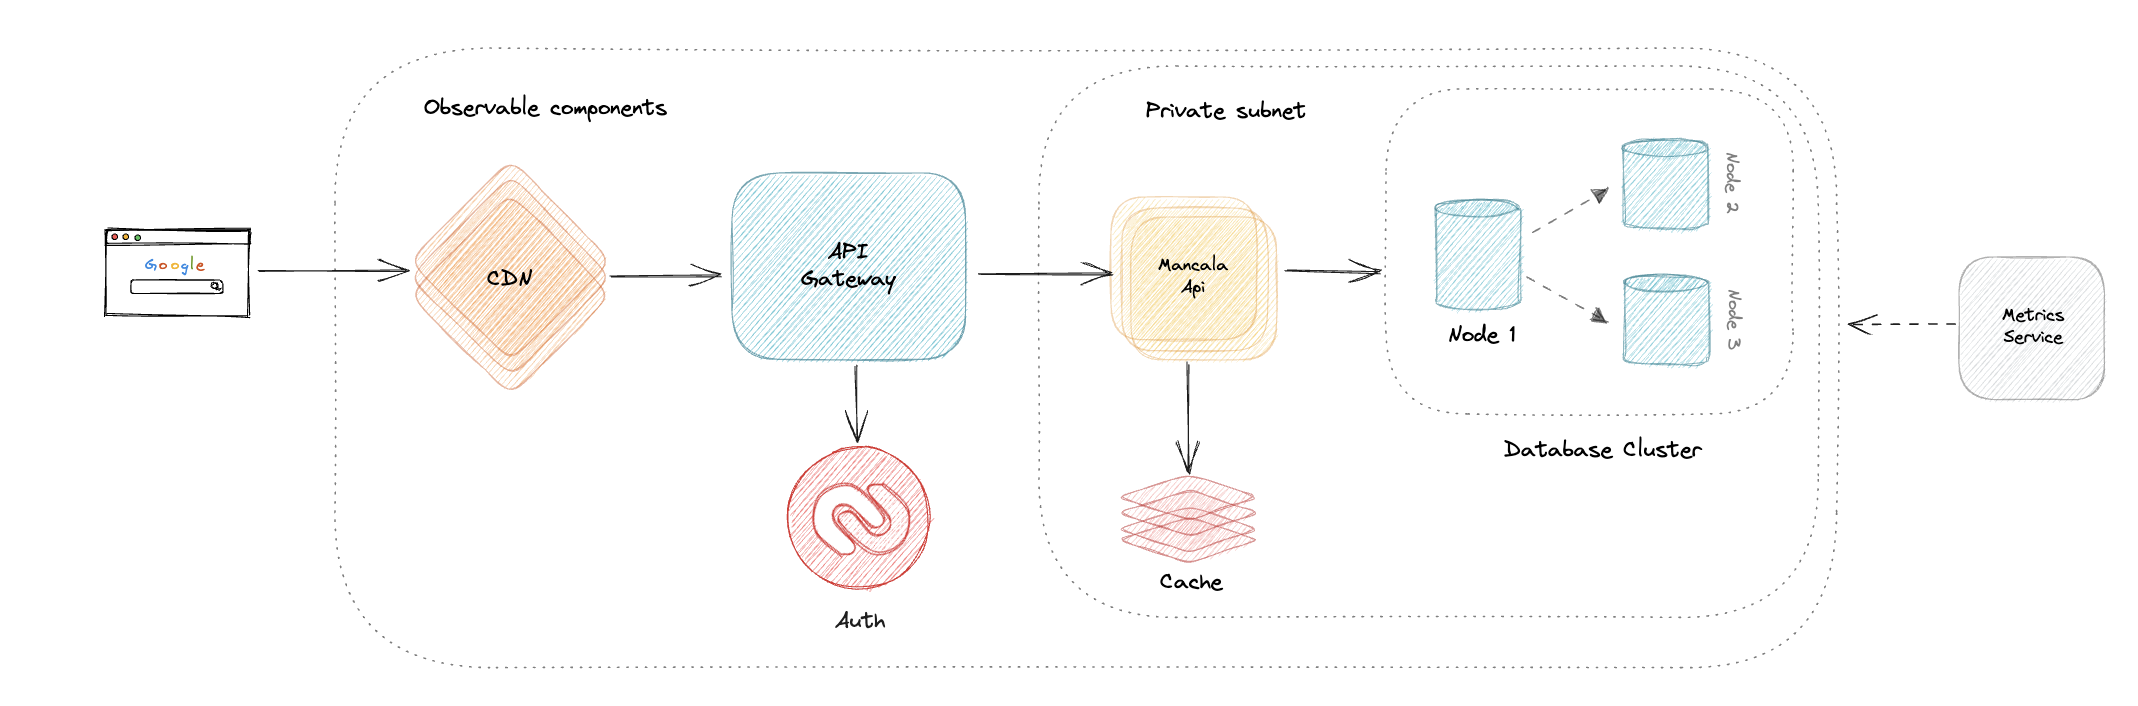 Observable components
Private subnet
Google
CDN
API
Gateway
Mancala
Api
Node 1
Node 2
Node 3
Database Cluster
Metrics
Service
Cache
Auth